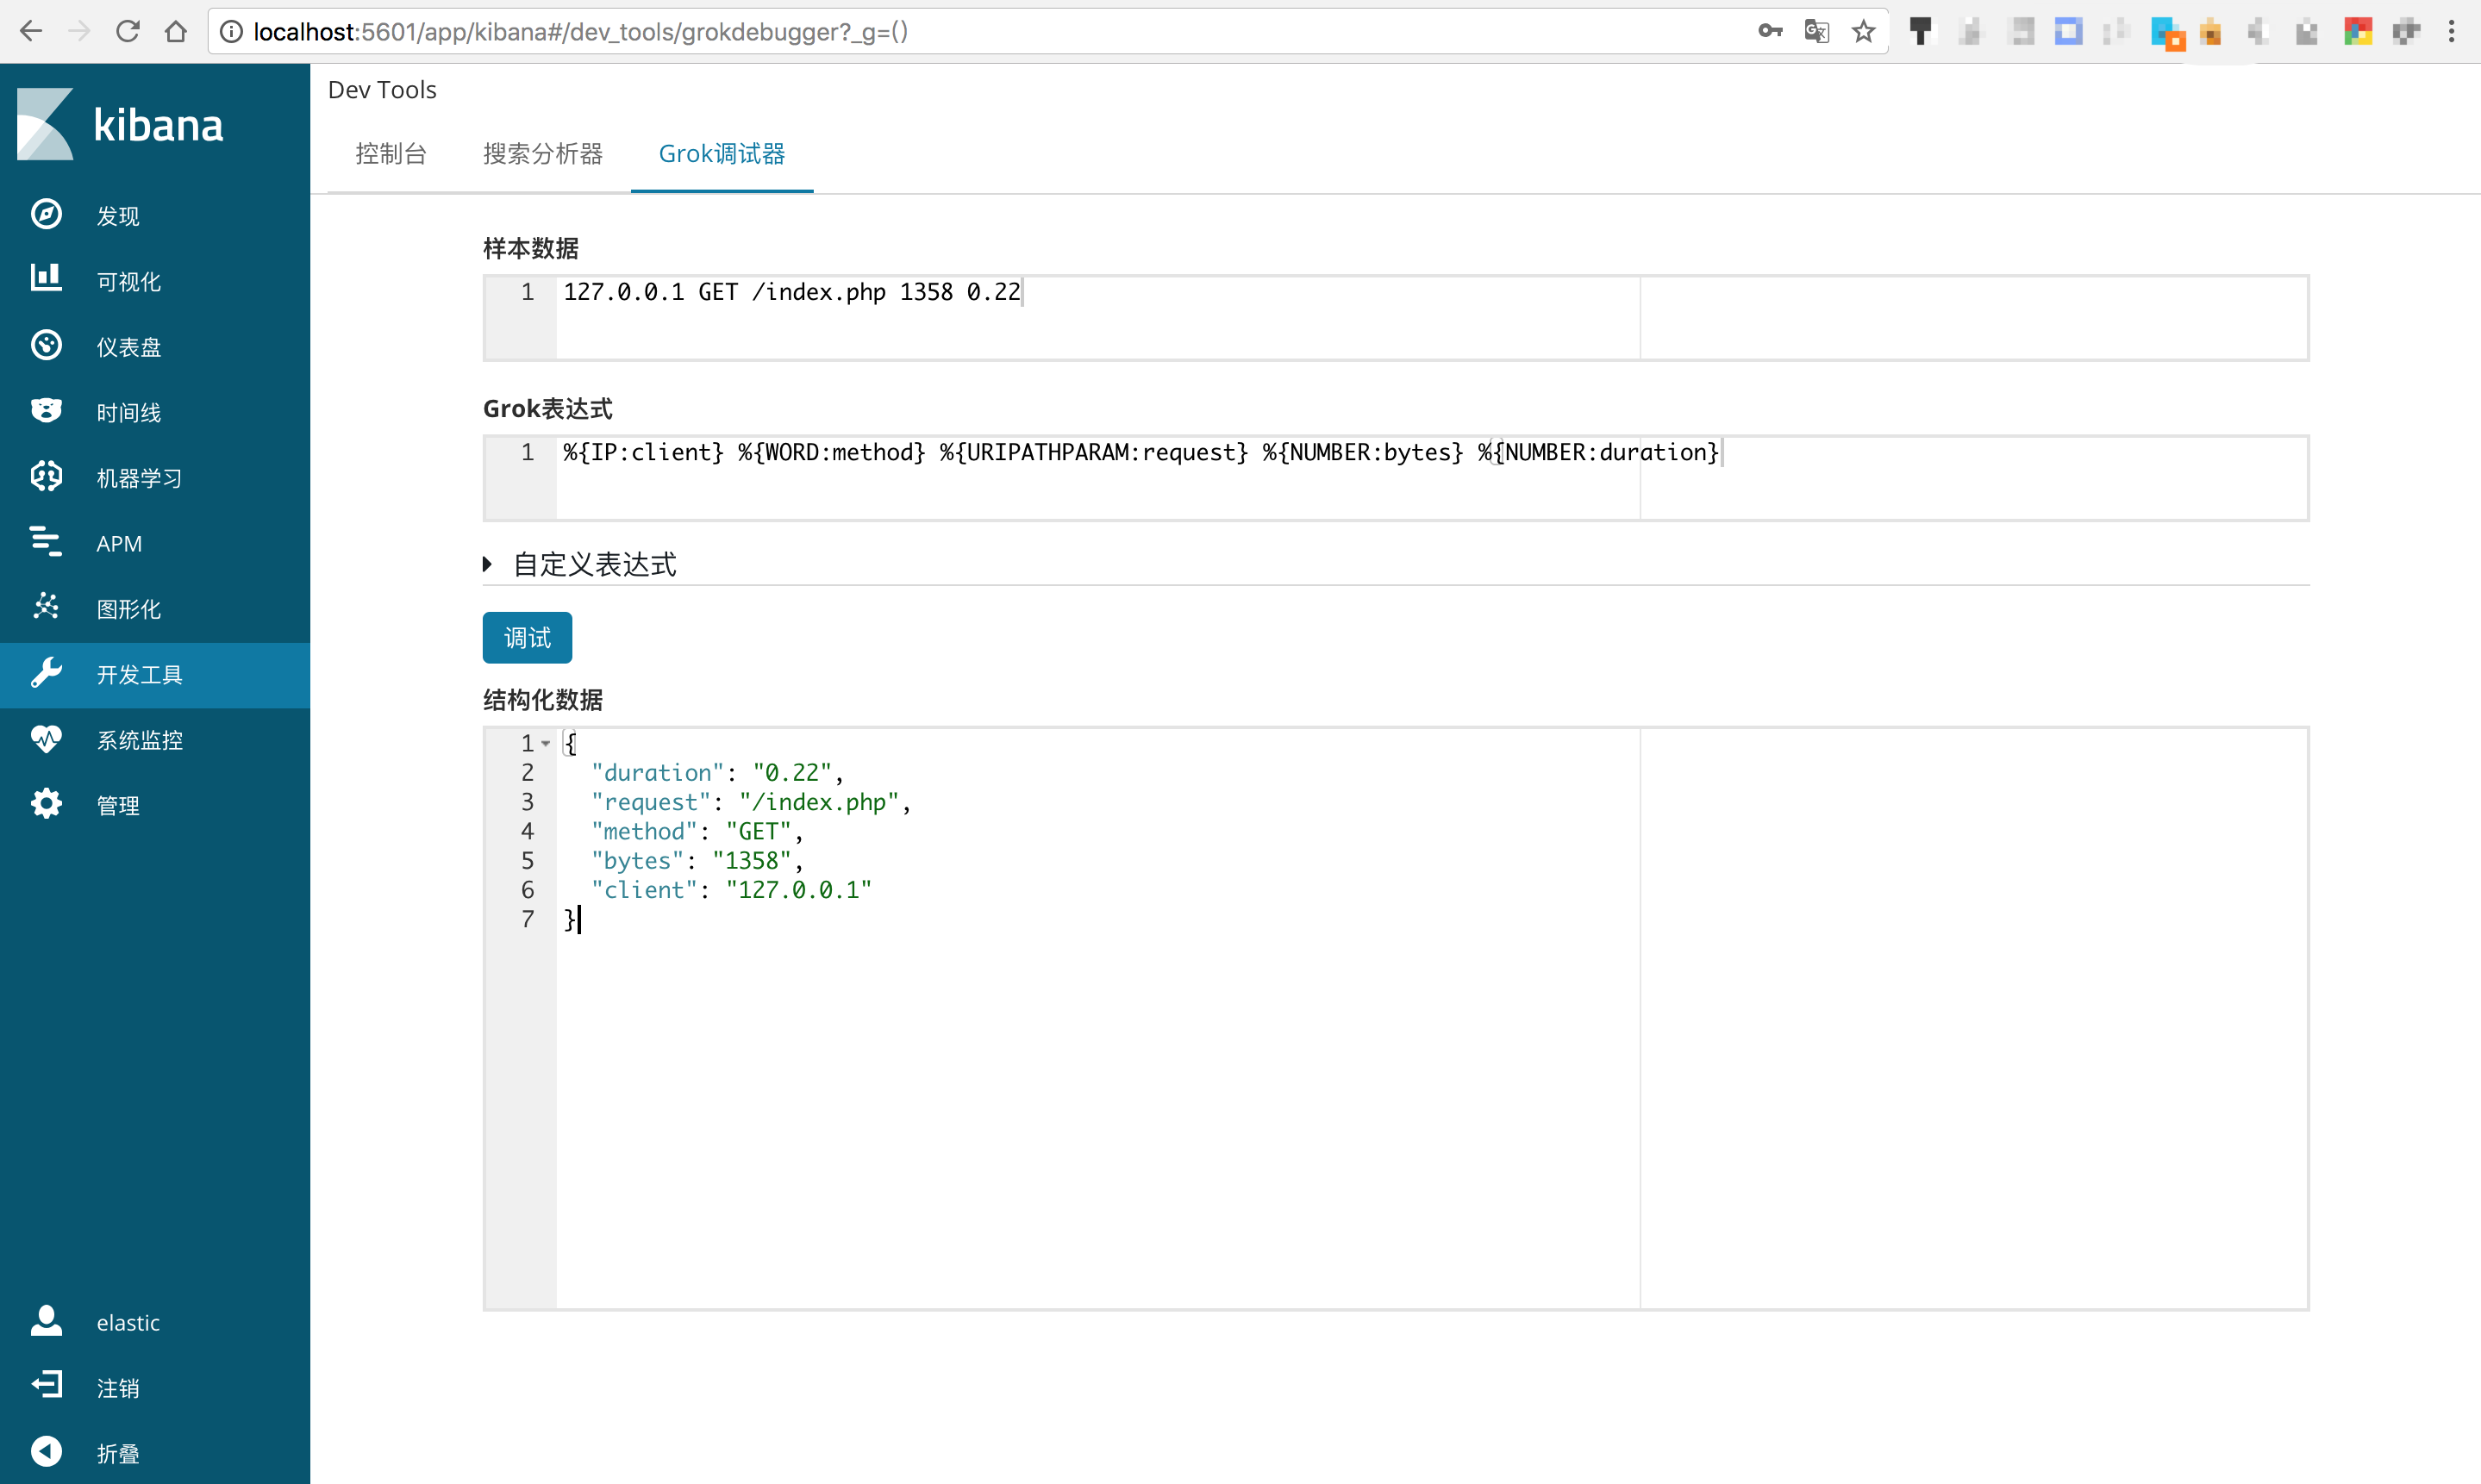 localhost:5601/app/kibana#/dev_tools/grokdebugger?_g=()
kibana
发现
可视化
仪表盘
时间线
机器学习
APM
图形化
开发工具
系统监控
管理
elastic
注销
折叠
Dev Tools
控制台 搜索分析器 Grok调试器
样本数据
1 127.0.0.1 GET /index.php 1358 0.22
Grok表达式
1 %{IP:client} %{WORD:method} %{URIPATHPARAM:request} %{NUMBER:bytes} %{NUMBER:duration}
自定义表达式
调试
结构化数据
1 {
2 "duration": "0.22",
3 "request": "/index.php",
4 "method": "GET",
5 "bytes": "1358",
6 "client": "127.0.0.1"
7 }